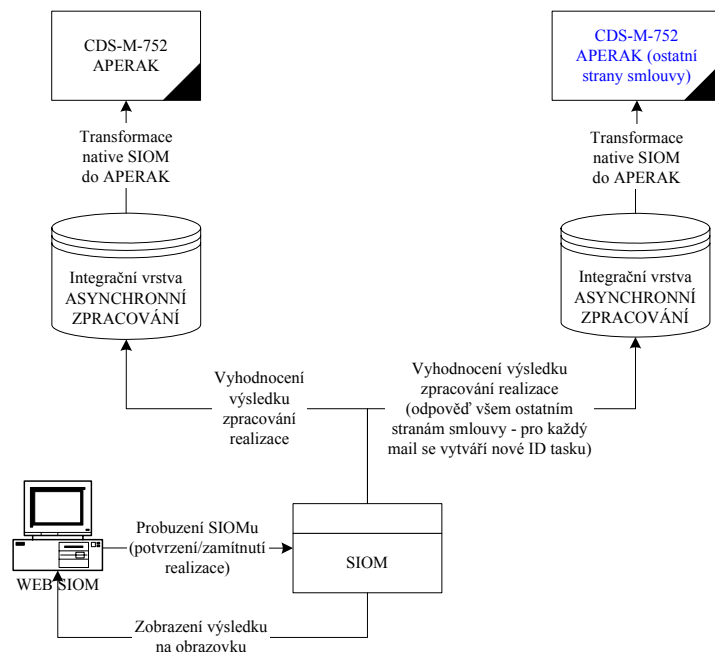 CDS-M-752
APERAK
CDS-M-752
APERAK (ostatní
strany smlouvy)
Transformace
native SIOM
do APERAK
Transformace
native SIOM
do APERAK
Integrační vrstva
ASYNCHRONNÍ
ZPRACOVÁNÍ
Integrační vrstva
ASYNCHRONNÍ
ZPRACOVÁNÍ
Vyhodnocení
výsledku
zpracování
realizace
Vyhodnocení výsledku
zpracování realizace
(odpověď všem ostatním
stranám smlouvy - pro každý
mail se vytváří nové ID tasku)
Probuzení SIOMu
(potvrzení/zamítnutí
realizace)
SIOM
WEB SIOM
Zobrazení výsledku
na obrazovku